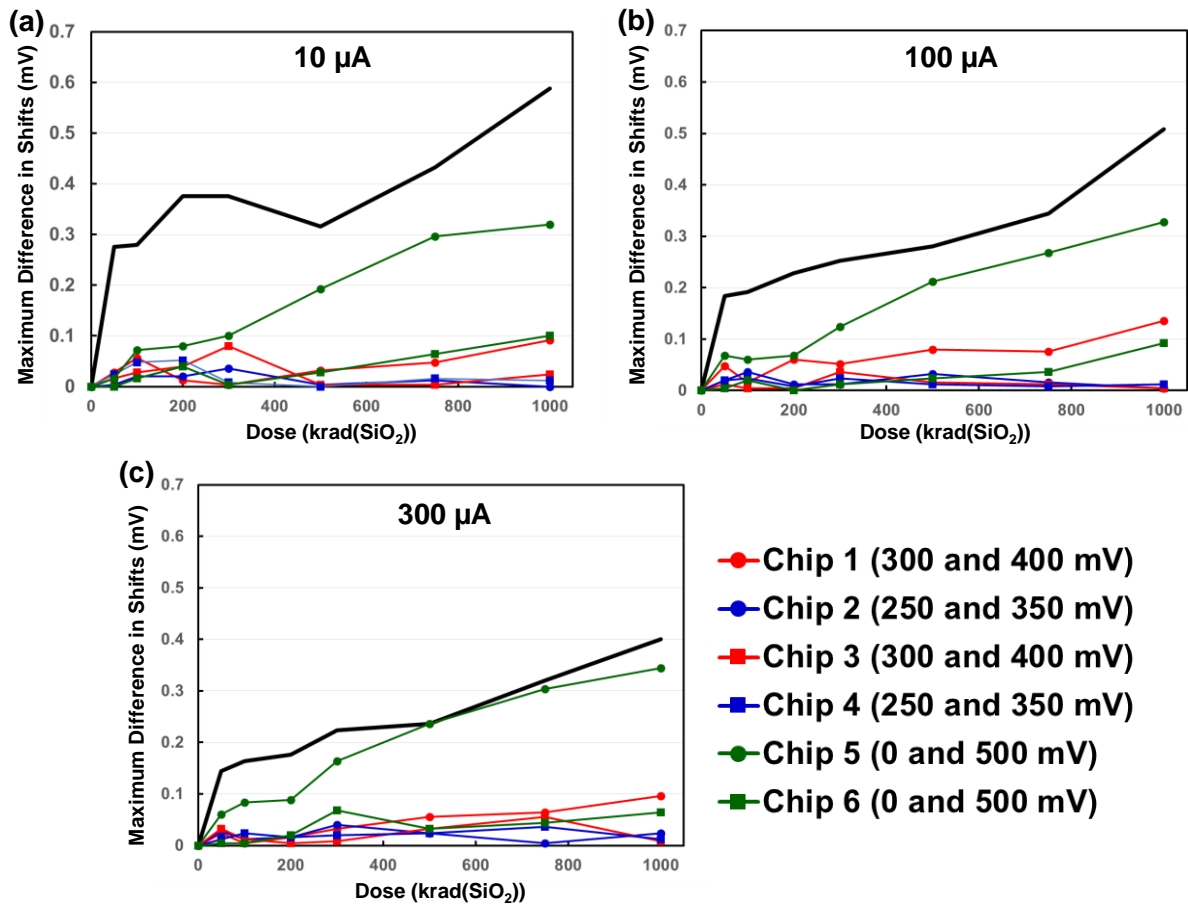 (a)
10 µA
Maximum Difference in Shifts (mV)
0.7
0.6
0.5
0.4
0.3
0.2
0.1
0
0 200 400 600 800 1000
Dose (krad(SiO2))
(b)
100 µA
Maximum Difference in Shifts (mV)
0.7
0.6
0.5
0.4
0.3
0.2
0.1
0
0 200 400 600 800 1000
Dose (krad(SiO2))
(c)
300 µA
Maximum Difference in Shifts (mV)
0.7
0.6
0.5
0.4
0.3
0.2
0.1
0
0 200 400 600 800 1000
Dose (krad(SiO2))
Chip 1 (300 and 400 mV)
Chip 2 (250 and 350 mV)
Chip 3 (300 and 400 mV)
Chip 4 (250 and 350 mV)
Chip 5 (0 and 500 mV)
Chip 6 (0 and 500 mV)